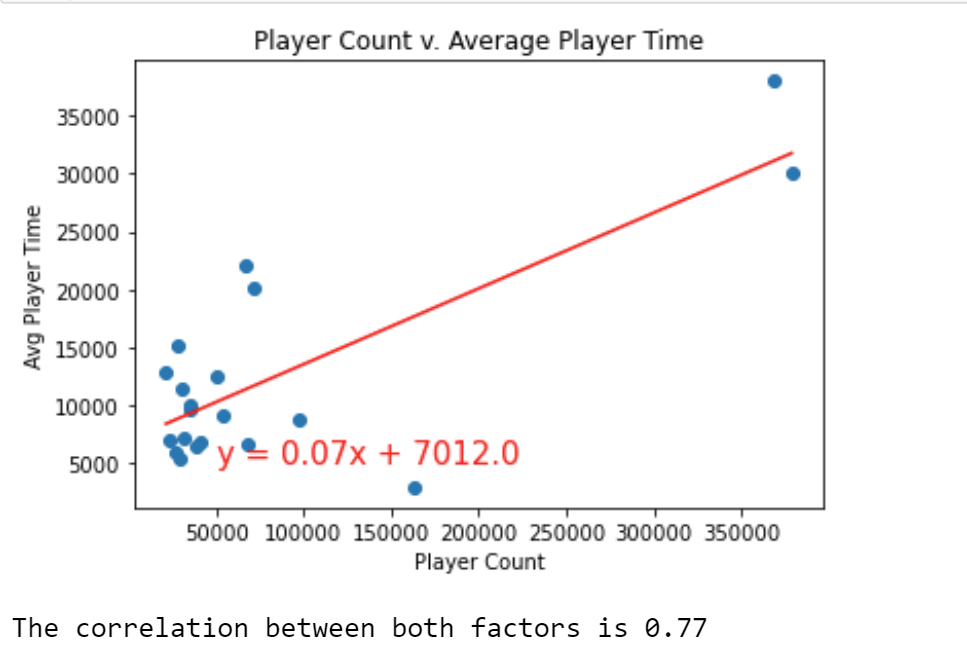 Player Count v. Average Player Time
35000
30000
25000
20000
15000
10000
5000
Avg Player Time
y = 0.07x + 7012.0
50000 100000 150000 200000 250000 300000 350000
Player Count
The correlation between both factors is 0.77